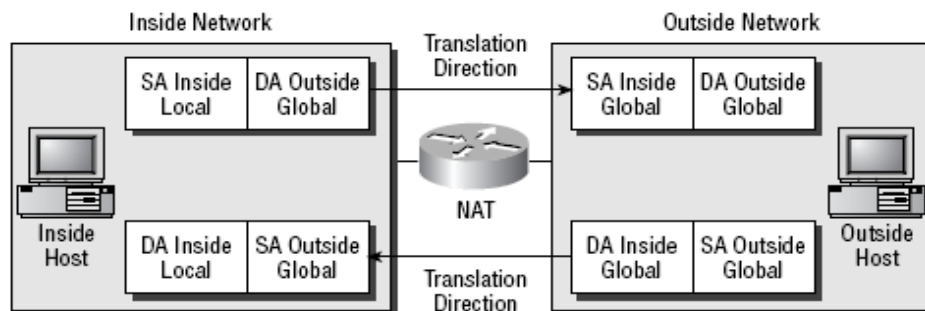 Inside Network
Translation
Direction
Outside Network
SA Inside
Local
DA Outside
Global
SA Inside
Global
DA Outside
Global
Inside
Host
NAT
Outside
Host
DA Inside
Local
SA Outside
Global
DA Inside
Global
SA Outside
Global
Translation
Direction